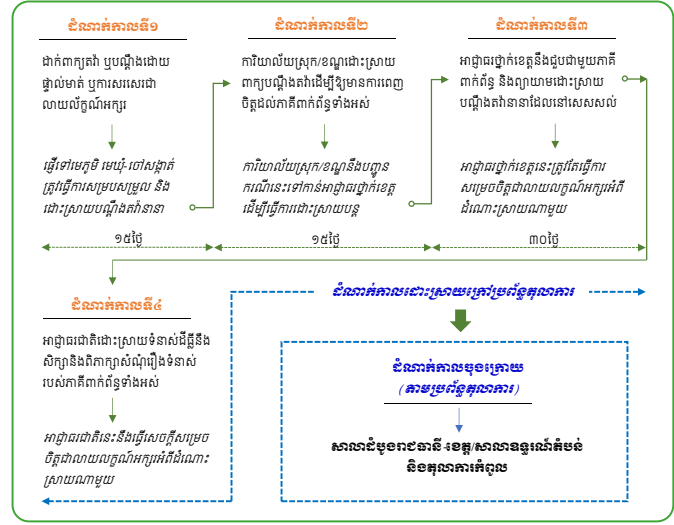 ដំណាក់កាលទី១
ដាក់ពាក្យតវ៉ា ឬបណ្ដឹងដោយ
ផ្ទាល់មាត់ ឬការសរសេរជា
លាយល័ក្ខណ៍អក្សរ
ផ្ញើទៅមេភូមិ មេឃុំ-ចៅសង្កាត់
ត្រូវធ្វើការសម្របសម្រួល និង
ដោះស្រាយបណ្ដឹងតវ៉ានានា
១៥ថ្ងៃ
ដំណាក់កាលទី២
ការិយាល័យស្រុក/ខណ្ឌដោះស្រាយ
ពាក្យបណ្ដឹងតវ៉ាដើម្បីឱ្យមានការពេញ
ចិត្តដល់ភាគីពាក់ព័ន្ធទាំងអស់
ការិយាល័យស្រុក/ខណ្ឌនឹងបញ្ជូន
ករណីនេះទៅកាន់អាជ្ញាធរថ្នាក់ខេត្ត
ដើម្បីធ្វើការដោះស្រាយបន្ត
១៥ថ្ងៃ
ដំណាក់កាលទី៣
អាជ្ញាធរថ្នាក់ខេត្តនឹងជួបជាមួយភាគី
ពាក់ព័ន្ធ និងព្យាយាមដោះស្រាយ
បណ្ដឹងតវ៉ានានាដែលនៅសេសសល់
អាជ្ញាធរថ្នាក់ខេត្តនេះត្រូវតែធ្វើការ
សម្រេចចិត្តជាលាយលក្ខណ៍អក្សរអំពី
ដំណោះស្រាយណាមួយ
៣០ថ្ងៃ
ដំណាក់កាលទី៤
អាជ្ញាធរជាតិដោះស្រាយទំនាស់ដីធ្លីនឹង
សិក្សានិងពិភាក្សាសំណុំរឿងទំនាស់
របស់ភាគីពាក់ព័ន្ធទាំងអស់
អាជ្ញាធរជាតិនេះនឹងធ្វើសេចក្ដីសម្រេច
ចិត្តជាលាយលក្ខណ៍អក្សរអំពីដំណោះ
ស្រាយណាមួយ
ដំណាក់កាលដោះស្រាយក្រៅប្រព័ន្ធតុលាការ
ដំណាក់កាលចុងក្រោយ
(តាមប្រព័ន្ធតុលាការ)
សាលាដំបូងរាជធានី-ខេត្ត/សាលាឧទ្ធរណ៍តំបន់
និងតុលាការកំពូល